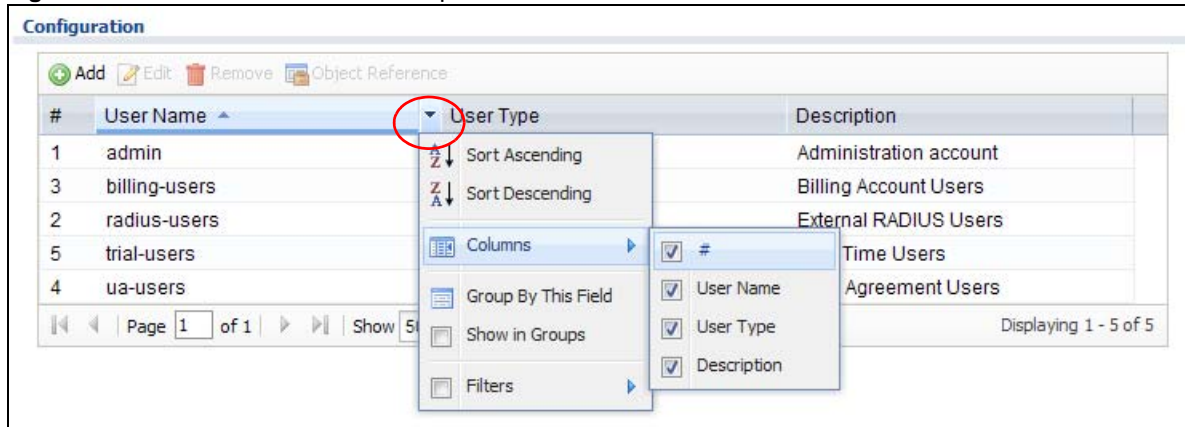 Configuration
Add Edit Remove Object Reference
# User Name User Type Description
1 admin Administration account
3 billing-users Billing Account Users
2 radius-users External RADIUS Users
5 trial-users Time Users
4 ua-users Agreement Users
Page 1 of 1 Show Displaying 1 - 5 of 5
Sort Ascending
Sort Descending
Columns
Group By This Field
Show in Groups
Filters
#
User Name
User Type
Description